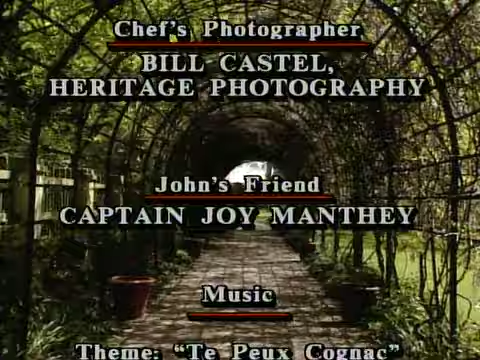 Chef's Photographer
BILL CASTEL,
HERITAGE PHOTOGRAPHY
John's Friend
CAPTAIN JOY MANTHEY
Music
Theme: "Te Peux Cognac"